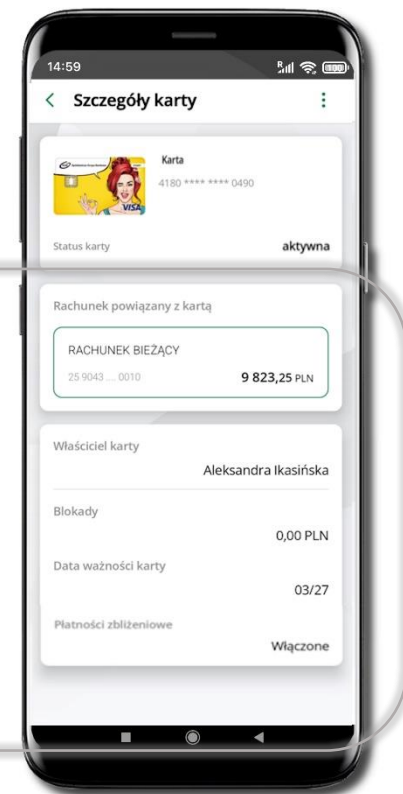 14:59
Szczegóły karty
Karta
4180 **** **** 0490
VISA
Status karty
aktywna
Rachunek powiązany z kartą
RACHUNEK BIEŻĄCY
25 9043 .... 0010
9 823,25 PLN
Właściciel karty
Aleksandra Ikasińska
Blokady
0,00 PLN
Data ważności karty
03/27
Płatności zbliżeniowe
Włączone